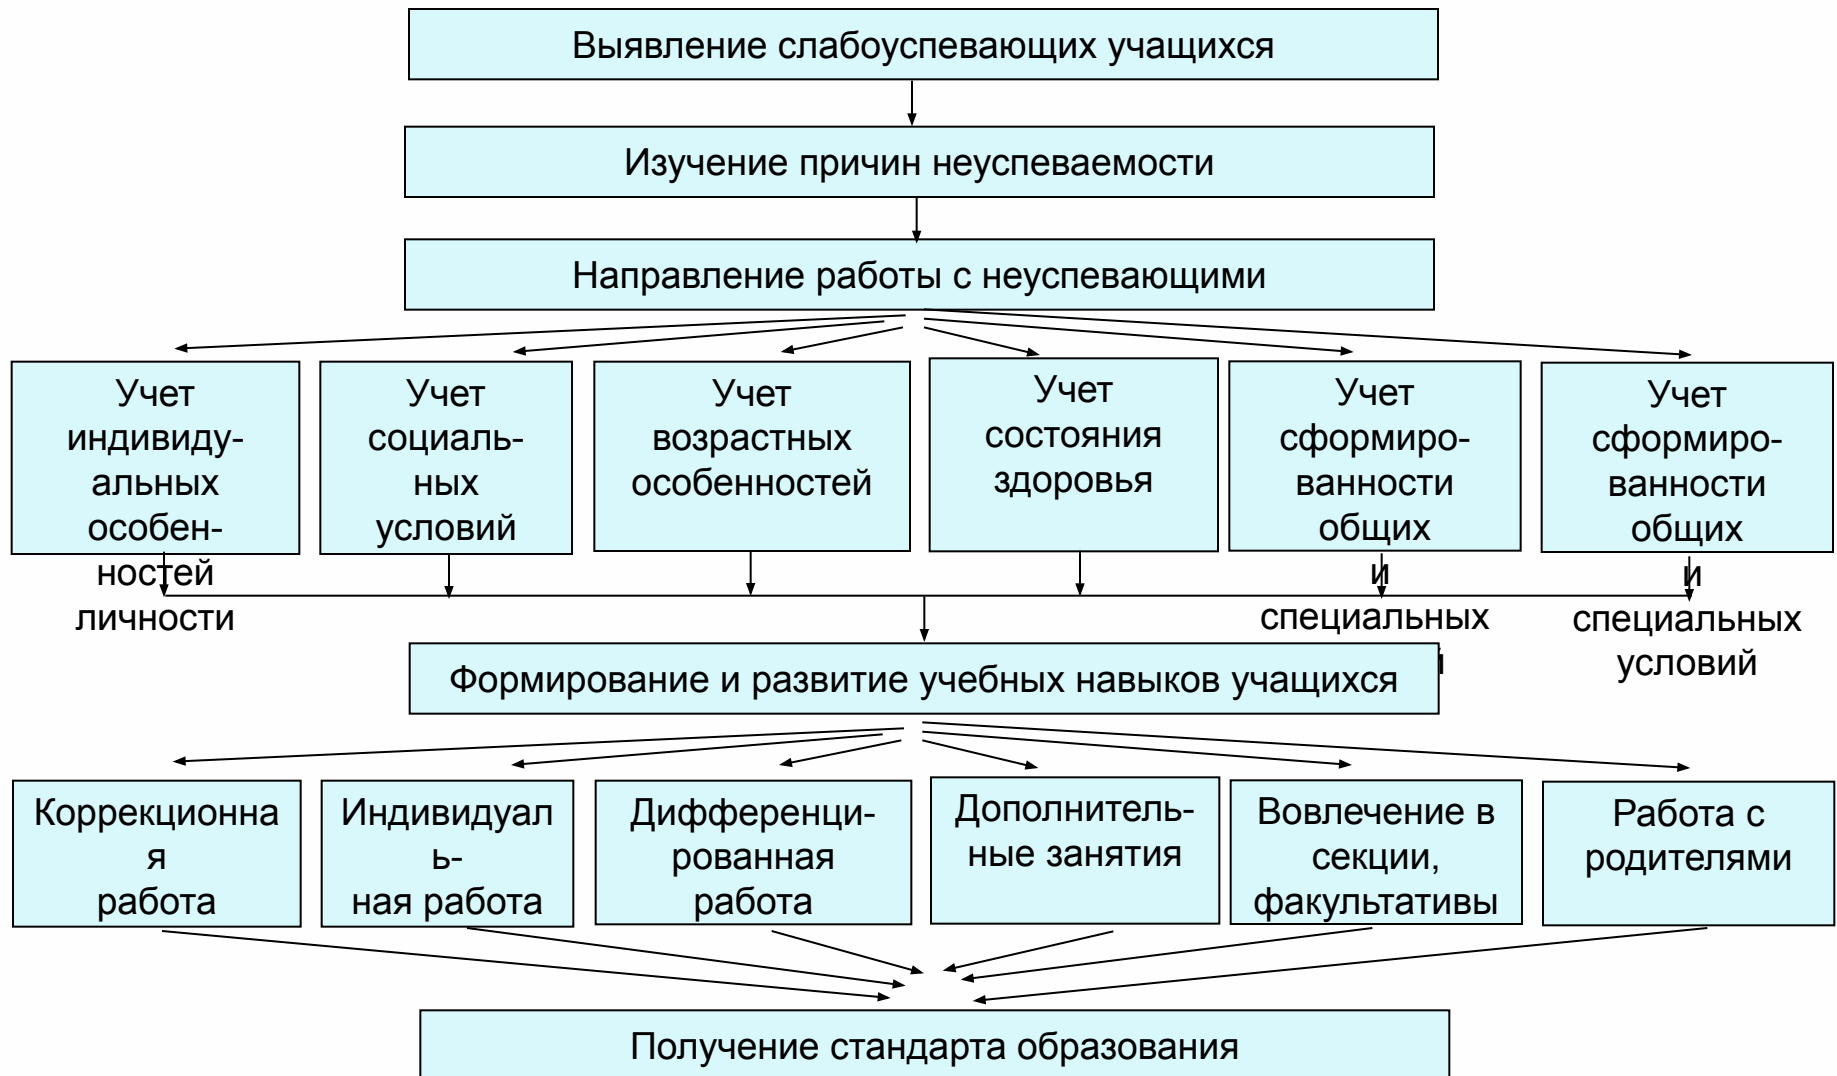 Выявление слабоуспевающих учащихся
Изучение причин неуспеваемости
Направление работы с неуспевающими
Учет
индивиду-
альных
особен-
ностей
личности
Учет
социаль-
ных
условий
Учет
возрастных
особенностей
Учет
состояния
здоровья
Учет
сформиро-
ванности
общих
и
специальных
Учет
сформиро-
ванности
общих
и
специальных
условий
Формирование и развитие учебных навыков учащихся
Коррекционна
я
работа
Индивидуал
ь-
ная работа
Дифференци-
рованная
работа
Дополнитель-
ные занятия
Вовлечение в
секции,
факультативы
Работа с
родителями
Получение стандарта образования